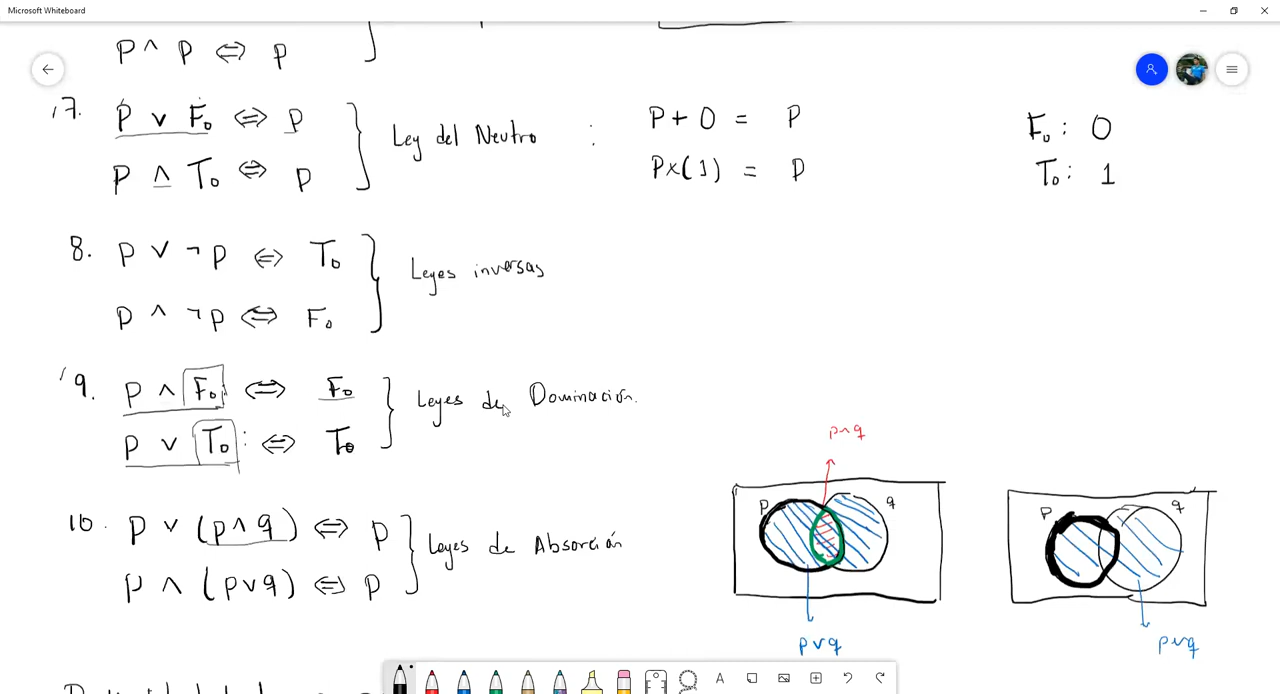 Microsoft Whiteboard
p ∧ p ⇔ p
7. p ∨ F₀ ⇔ p } Ley del Neutro : p + 0 = p F₀ : 0
p ∧ T₀ ⇔ p p×(1) = p T₀ : 1
8. p ∨ ¬p ⇔ T₀ } Leyes inversas
p ∧ ¬p ⇔ F₀
9. p ∧ F₀ ⇔ F₀ } Leyes de Dominación.
p ∨ T₀ : ⇔ T₀
p∧q
p q p q
10. p ∨ (p ∧ q) ⇔ p } Leyes de Absorción
p ∧ (p ∨ q) ⇔ p
p∨q p∨q
A